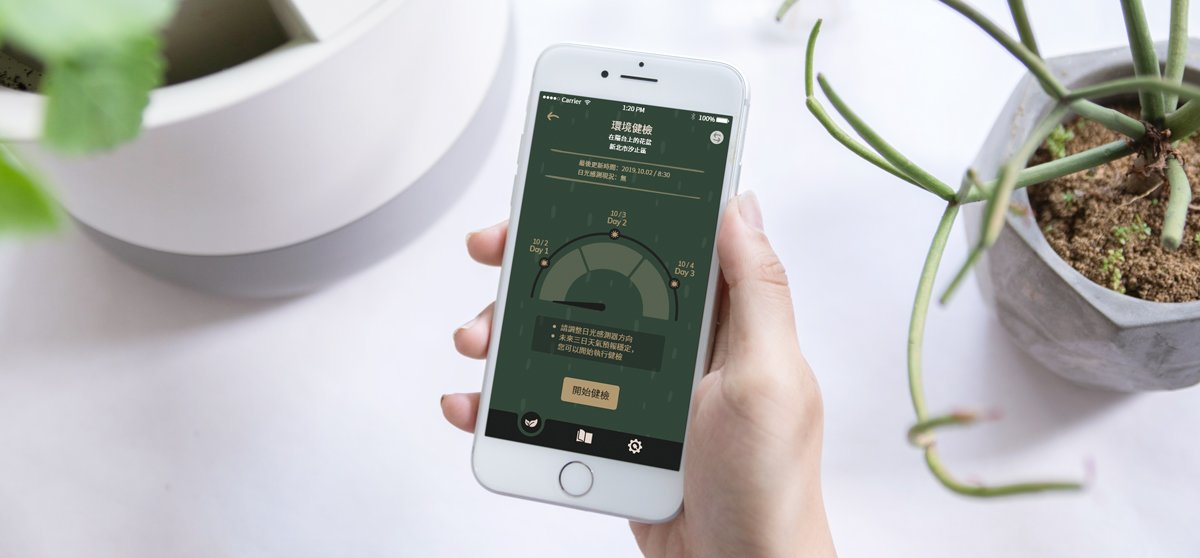 Carrier
1:20 PM
100%
環境健檢
在陽台上的花盆
新北市汐止區
最後更新時間：2019.10.02 / 8:30
日光感測現況：無
10 / 3
Day 2
10 / 2
Day 1
10 / 4
Day 3
請調整日光感測器方向
未來三日天氣預報穩定，
您可以開始執行健檢
開始健檢